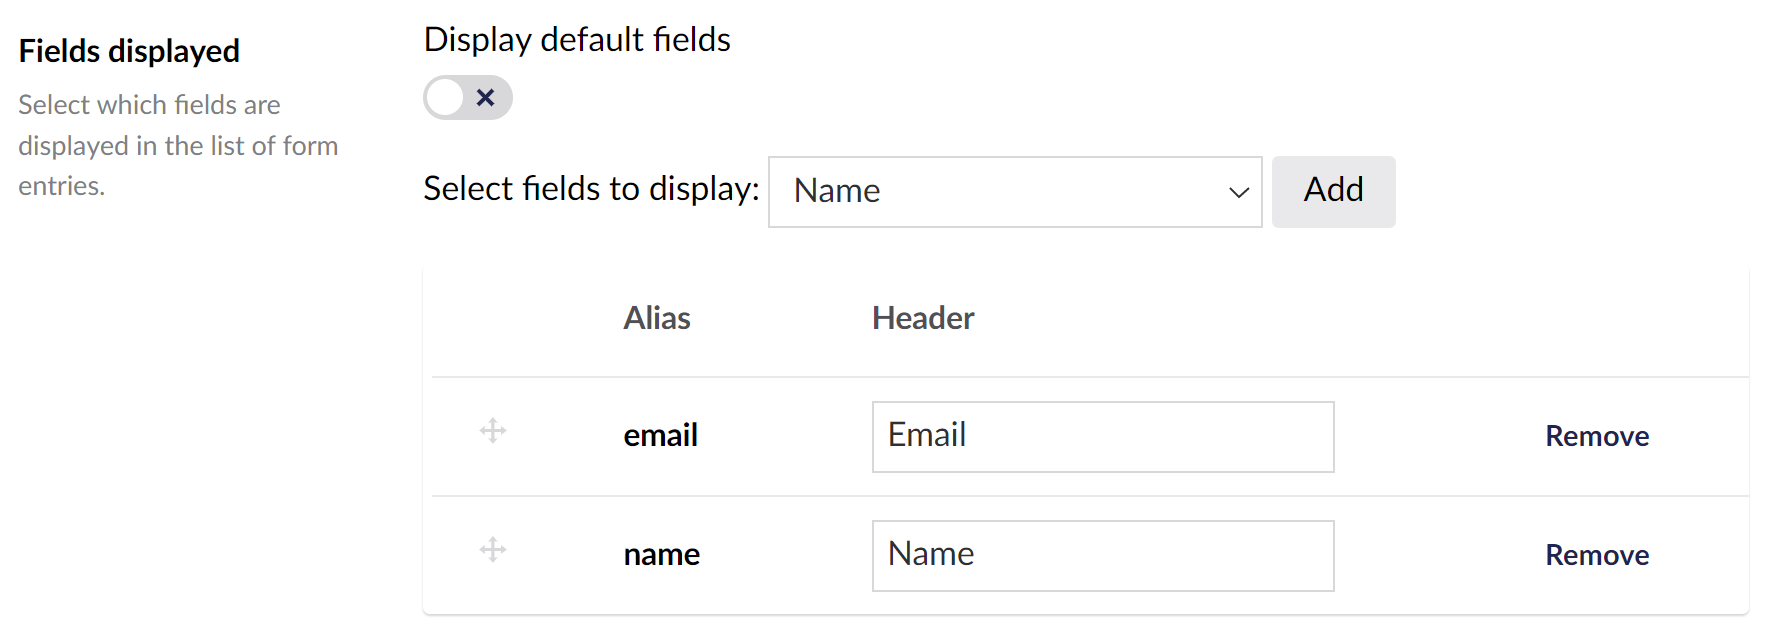 Fields displayed
Select which fields are
displayed in the list of form
entries.
Display default fields
Select fields to display: Name Add
Alias Header
email Email Remove
name Name Remove